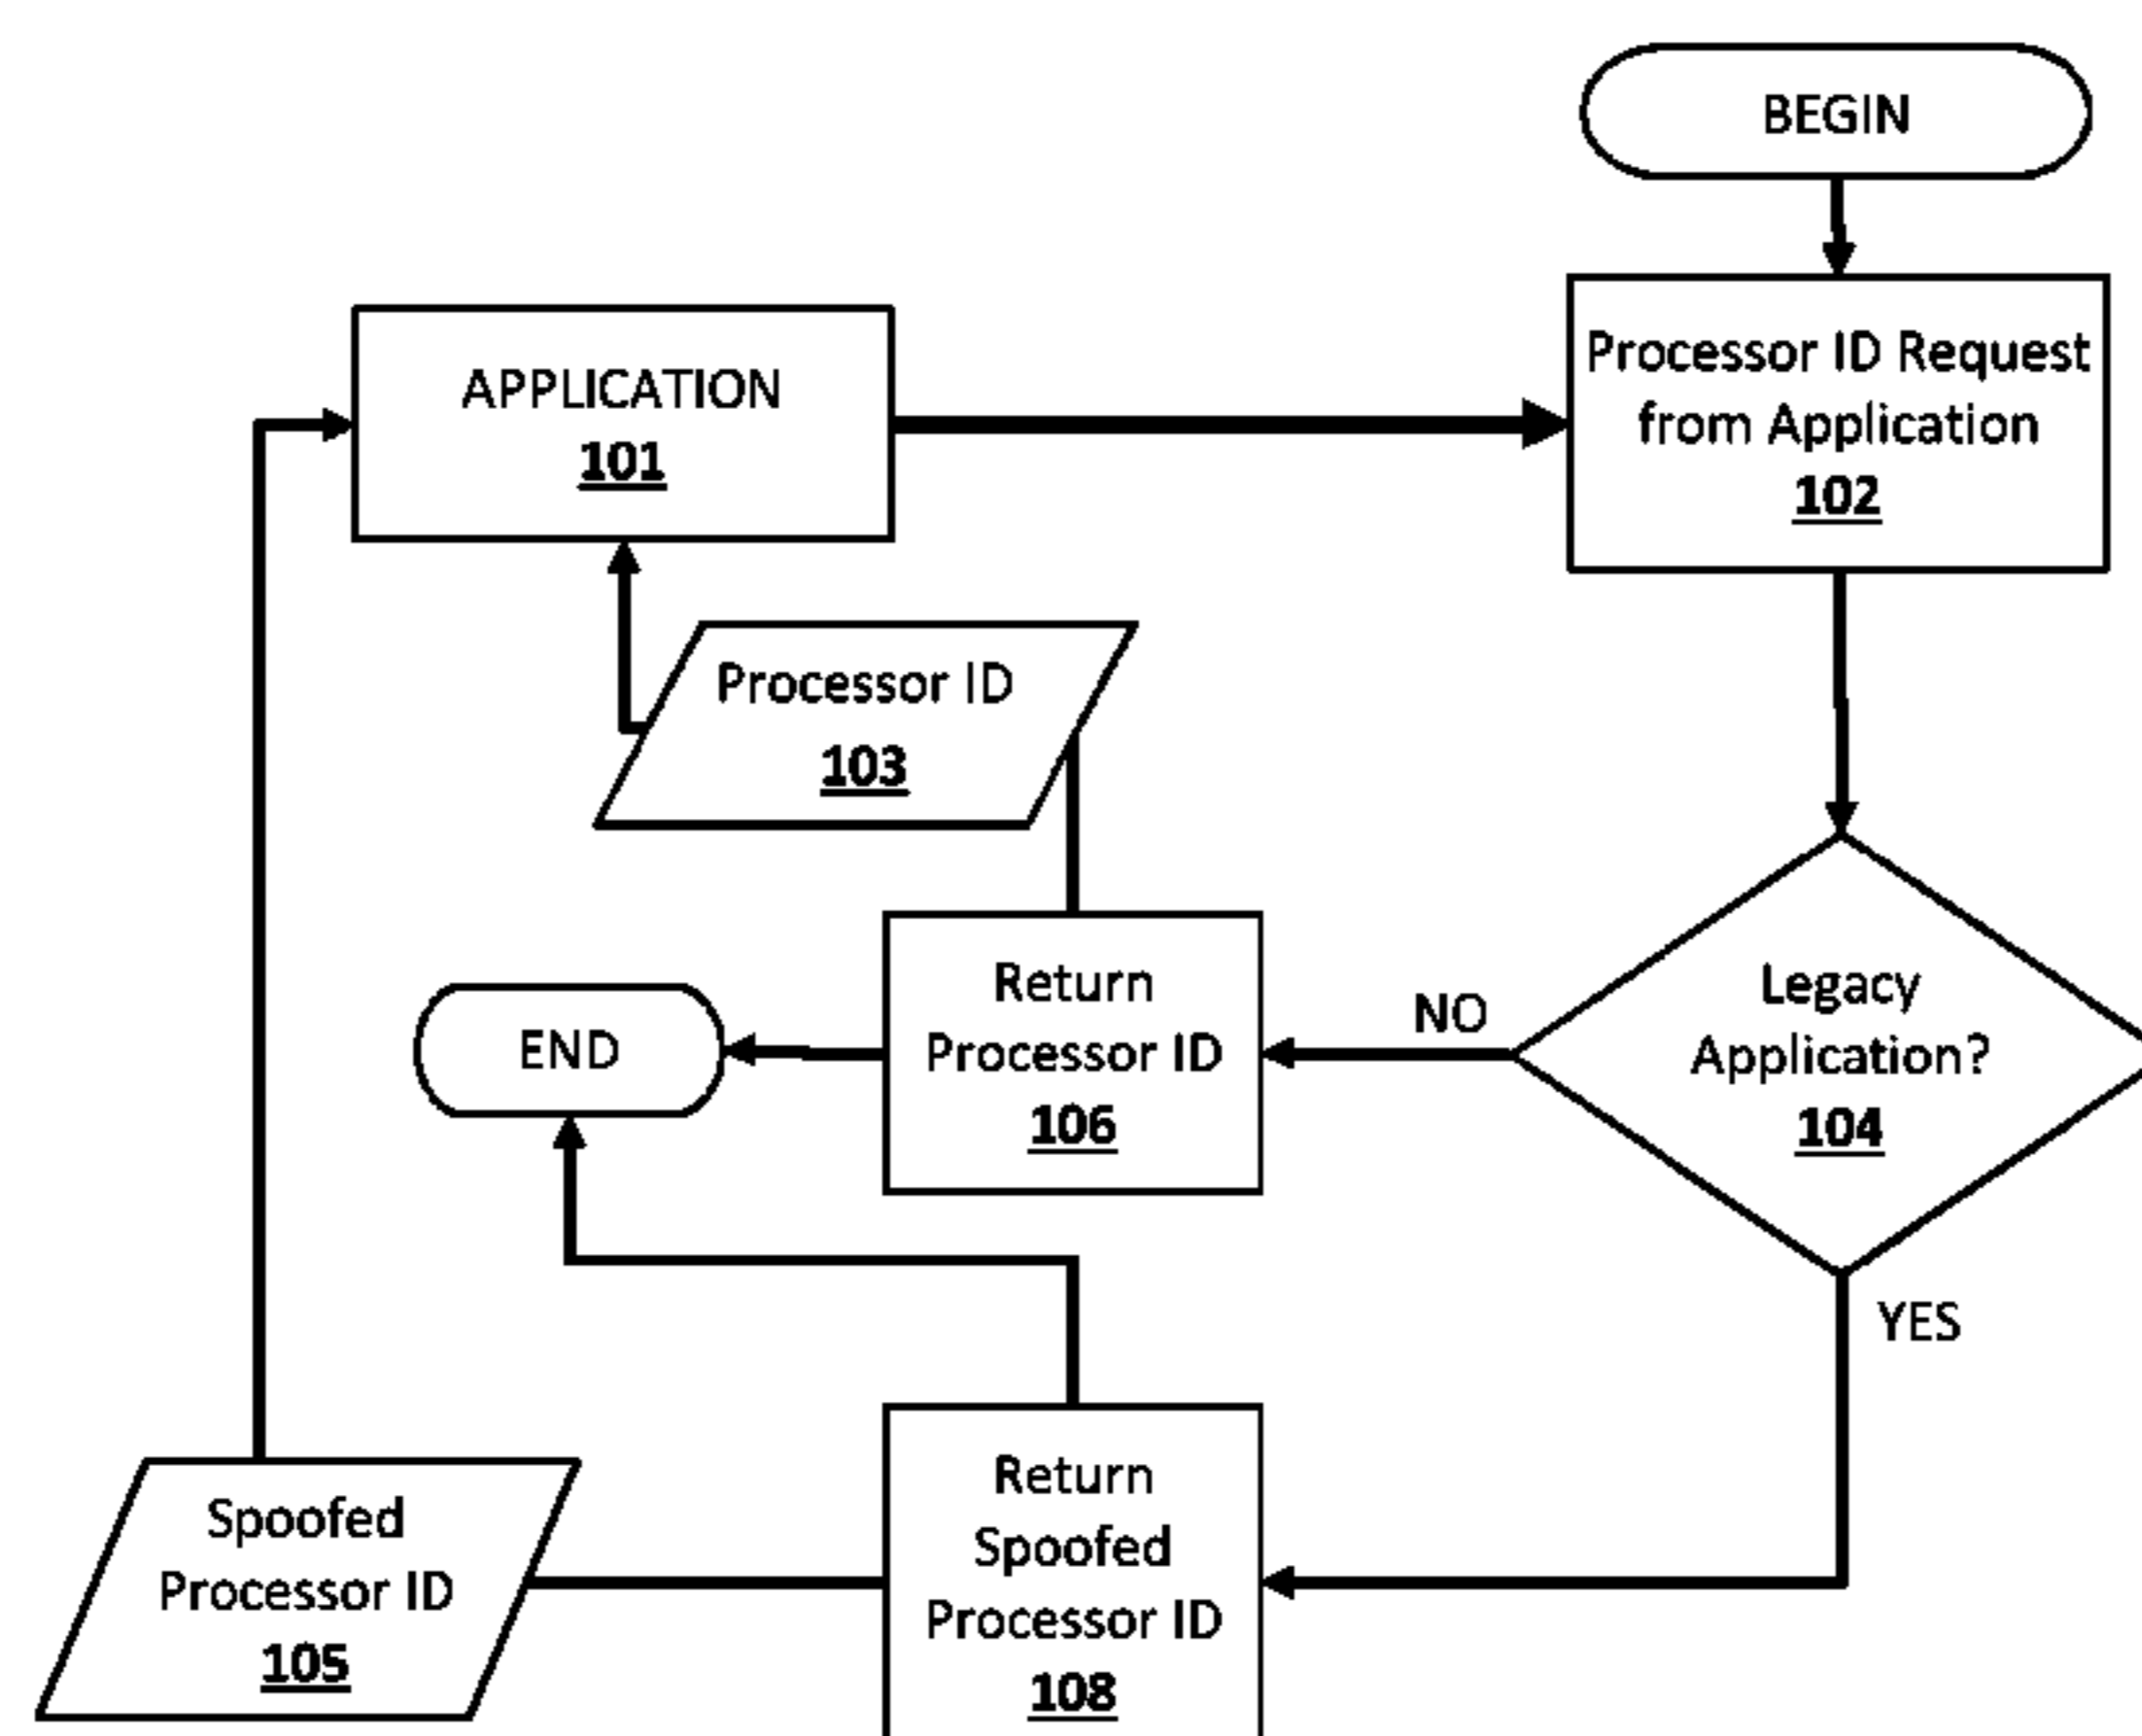 BEGIN
APPLICATION
101
Processor ID Request
from Application
102
Processor ID
103
Legacy
Application?
104
NO
Return
Processor ID
106
END
YES
Return
Spoofed
Processor ID
108
Spoofed
Processor ID
105